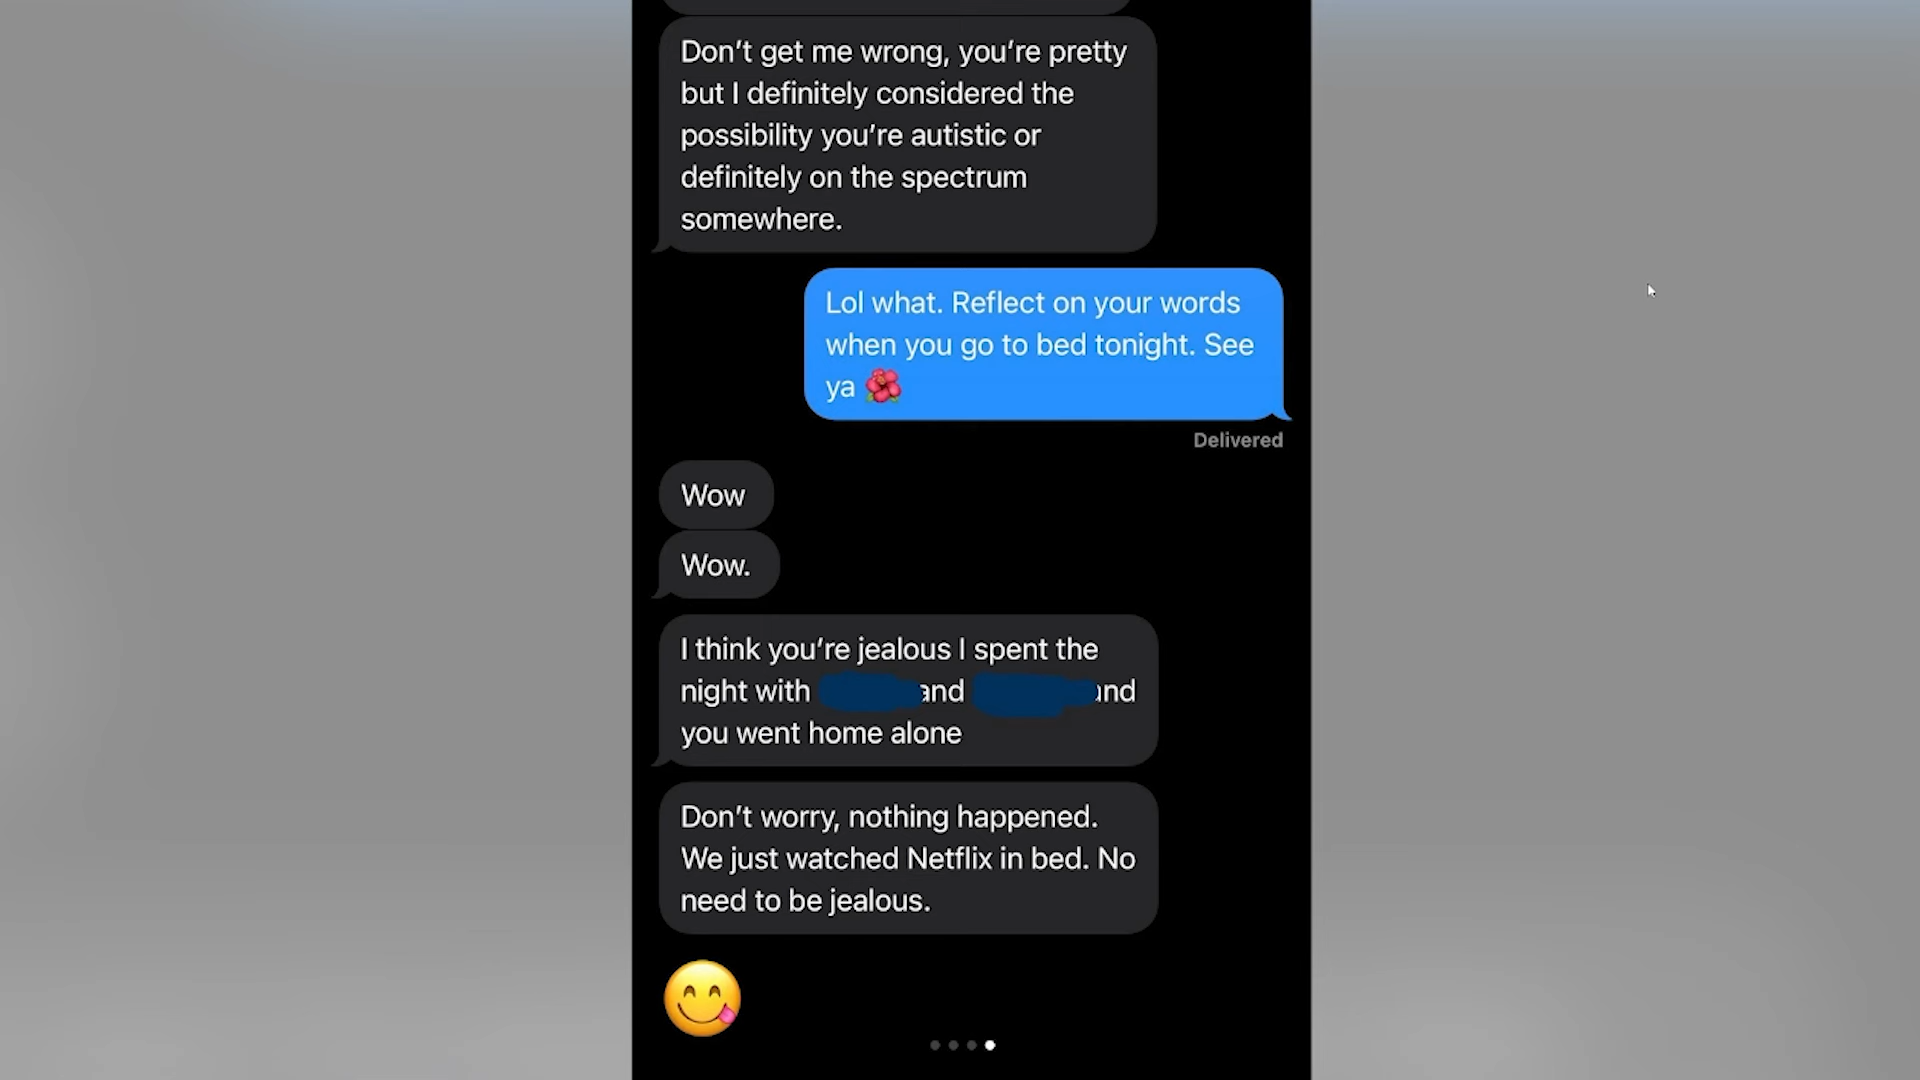 Don't get me wrong, you're pretty
but I definitely considered the
possibility you're autistic or
definitely on the spectrum
somewhere.
Lol what. Reflect on your words
when you go to bed tonight. See
ya 🌺
Delivered
Wow
Wow.
I think you're jealous I spent the
night with and and
you went home alone
Don't worry, nothing happened.
We just watched Netflix in bed. No
need to be jealous.
😋